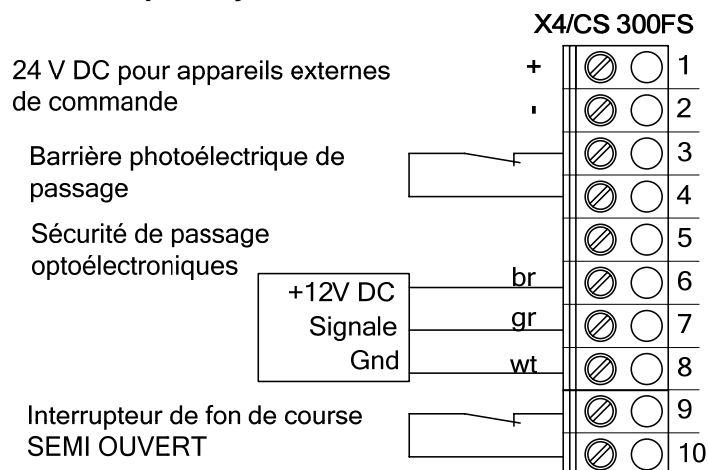 X4/CS 300FS
24 V DC pour appareils externes
de commande
+
-
1
2
Barrière photoélectrique de
passage
3
4
Sécurité de passage
optoélectroniques
5
+12V DC
br
6
Signale
gr
7
Gnd
wt
8
Interrupteur de fon de course
SEMI OUVERT
9
10